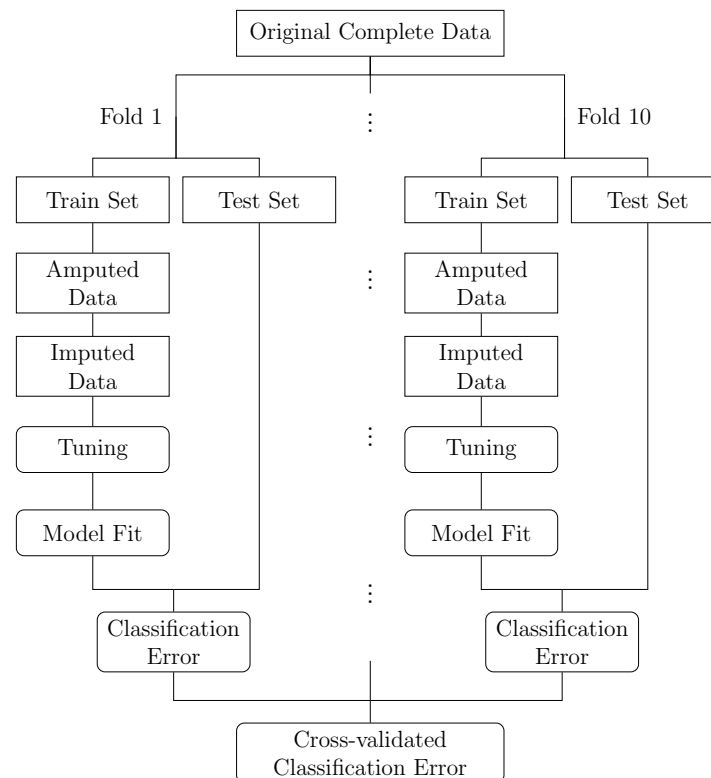 Original Complete Data
Fold 1
⋮
Fold 10
Train Set
Test Set
Train Set
Test Set
Amputed
Data
⋮
Amputed
Data
Imputed
Data
Imputed
Data
Tuning
⋮
Tuning
Model Fit
Model Fit
⋮
Classification
Error
Classification
Error
Cross-validated
Classification Error